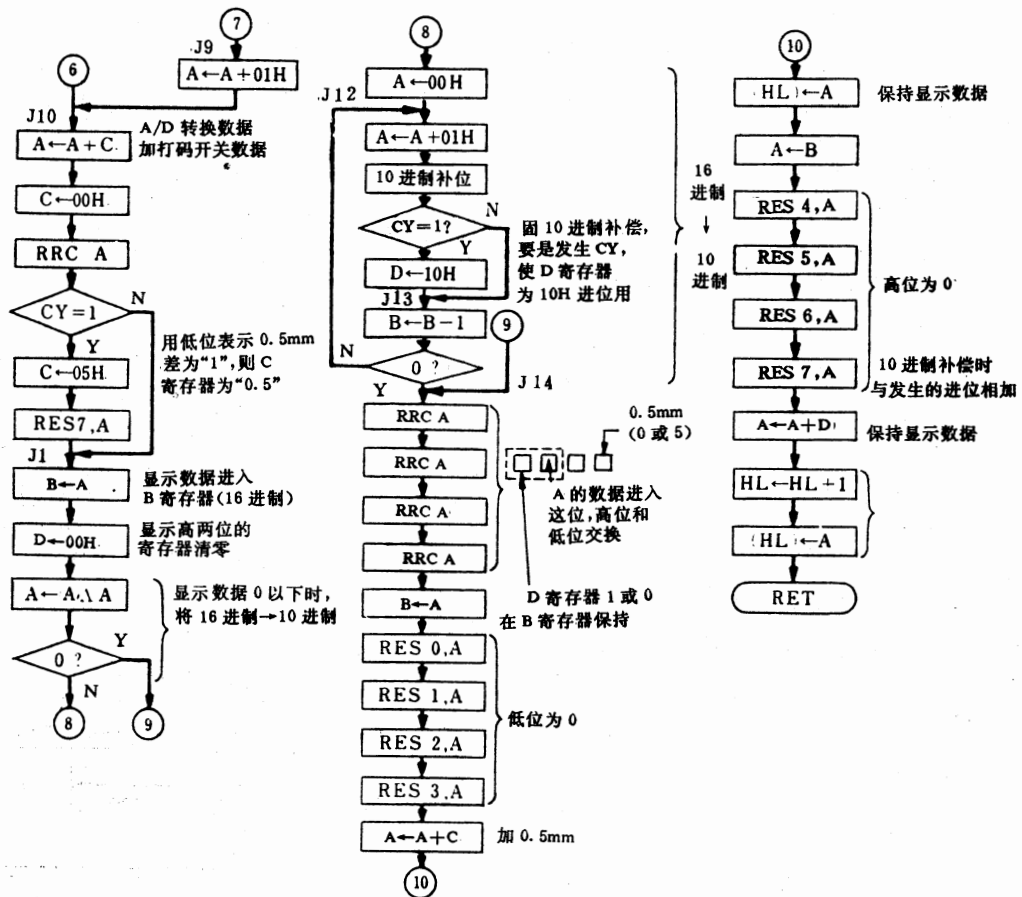 7
J9
A←A+01H
6
J10
A←A+C
A/D 转换数据
加打码开关数据
C←00H
RRC A
CY=1
N
Y
用低位表示 0.5mm
差为“1”,则 C
寄存器为“0.5”
C←05H
RES7,A
J1
B←A
显示数据进入
B 寄存器(16 进制)
D←00H
显示高两位的
寄存器清零
A←A∧A
显示数据 0 以下时,
将 16 进制→10 进制
0 ?
Y
N
8
9
8
A←00H
J12
A←A+01H
10 进制补位
CY=1?
N
Y
固 10 进制补偿,
要是发生 CY,
使 D 寄存器
为 10H 进位用
D←10H
J13
B←B−1
9
N
0 ?
Y
J14
16
进制
↓
10
进制
RRC A
RRC A
RRC A
RRC A
0.5mm
(0 或 5)
A 的数据进入
这位,高位和
低位交换
D 寄存器 1 或 0
在 B 寄存器保持
B←A
RES 0,A
RES 1,A
RES 2,A
RES 3,A
低位为 0
A←A+C
加 0.5mm
10
10
(HL)←A
保持显示数据
A←B
RES 4,A
RES 5,A
RES 6,A
RES 7,A
高位为 0
10 进制补偿时
与发生的进位相加
A←A+D
保持显示数据
HL←HL+1
(HL)←A
RET